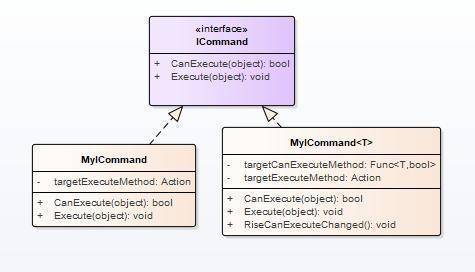 «interface»
ICommand
+ CanExecute(object): bool
+ Execute(object): void
MyICommand
- targetExecuteMethod: Action
+ CanExecute(object): bool
+ Execute(object): void
MyICommand<T>
- targetCanExecuteMethod: Func<T,bool>
- targetExecuteMethod: Action
+ CanExecute(object): bool
+ Execute(object): void
+ RiseCanExecuteChanged(): void